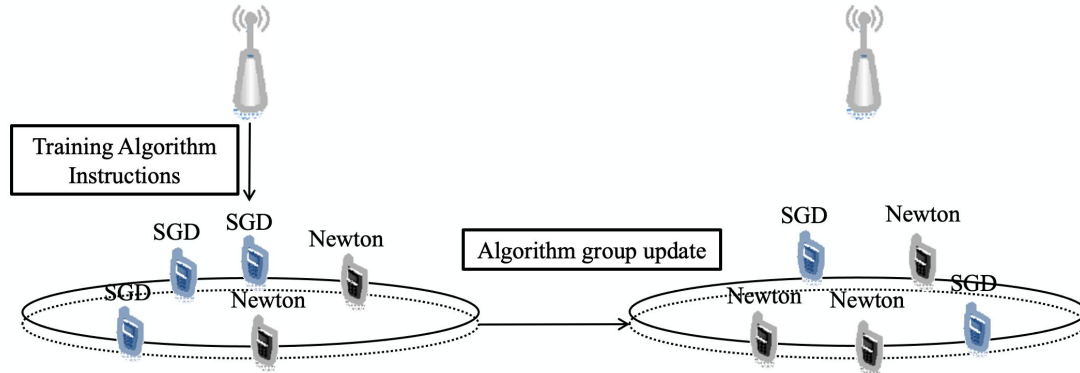 Training Algorithm
Instructions
SGD
SGD
Newton
SGD
Newton
Algorithm group update
SGD
Newton
SGD
Newton
Newton